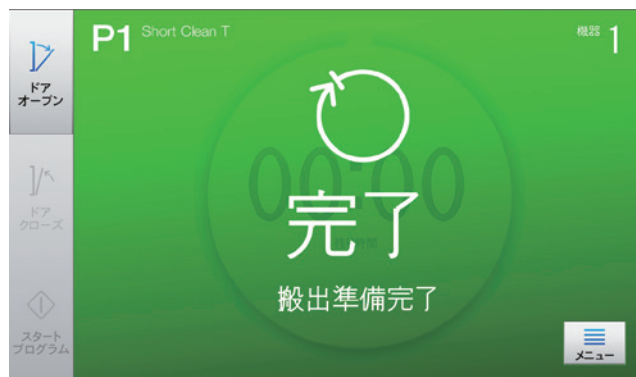 P1 Short Clean T
機器 1
ドア
オープン
ドア
クローズ
スタート
プログラム
00:00
完了
搬出準備完了
メニュー